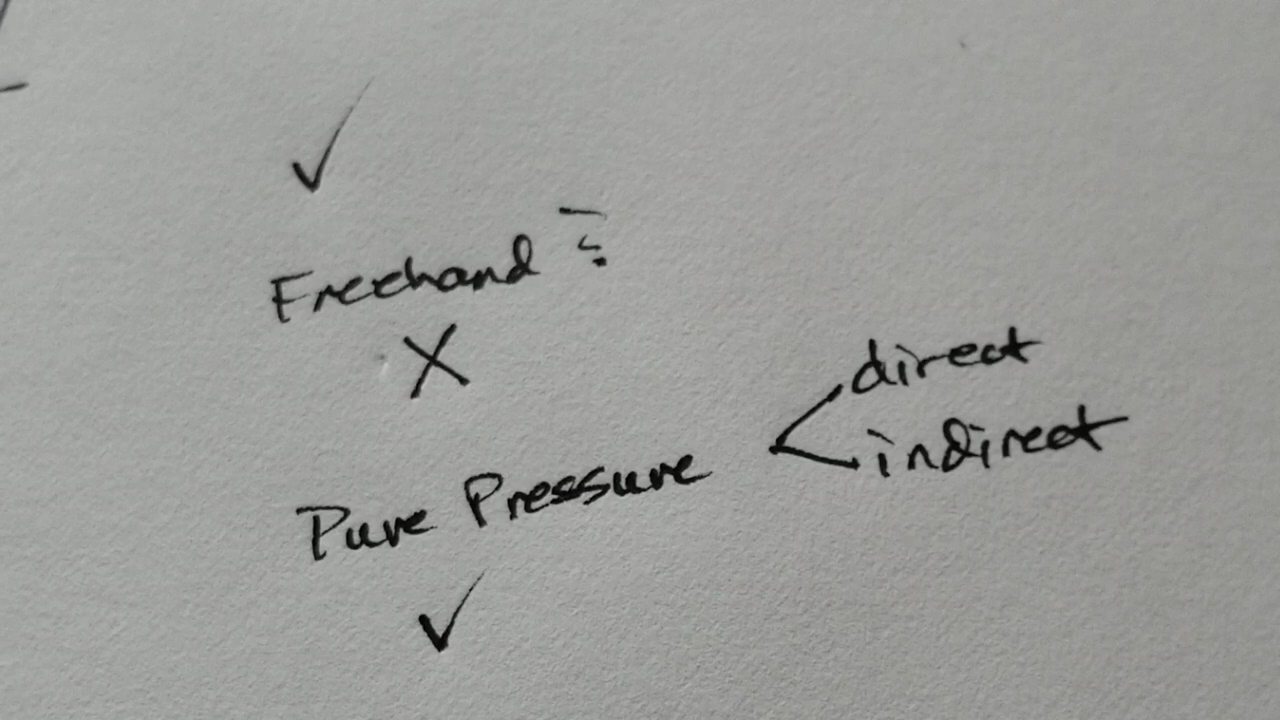 ✓
Freehand
X
direct
Pure Pressure < indirect
✓